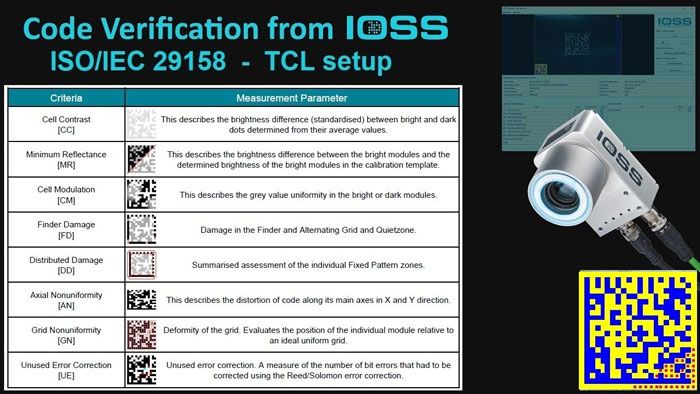 Code Verification from IOSS
ISO/IEC 29158 - TCL setup
IOSS
Criteria
Measurement Parameter
Cell Contrast
[CC]
This describes the brightness difference (standardised) between bright and dark
dots determined from their average values.
Minimum Reflectance
[MR]
This describes the brightness difference between the bright modules and the
determined brightness of the bright modules in the calibration template.
Cell Modulation
[CM]
This describes the grey value uniformity in the bright or dark modules.
Finder Damage
[FD]
Damage in the Finder and Alternating Grid and Quietzone.
Distributed Damage
[DD]
Summarised assessment of the individual Fixed Pattern zones.
Axial Nonuniformity
[AN]
This describes the distortion of code along its main axes in X and Y direction.
Grid Nonuniformity
[GN]
Deformity of the grid. Evaluates the position of the individual module relative to
an ideal uniform grid.
Unused Error Correction
[UE]
Unused error correction. A measure of the number of bit errors that had to be
corrected using the Reed/Solomon error correction.
IOSS